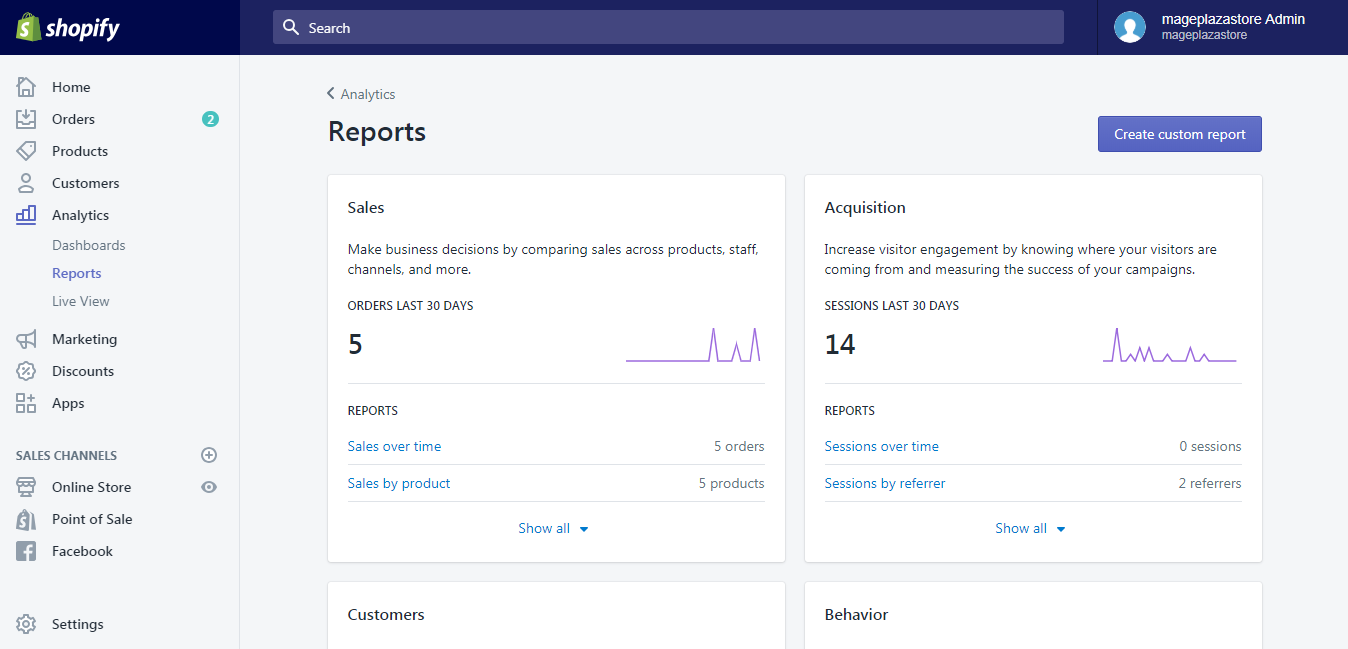 shopify
Search
mageplazastore Admin
mageplazastore
Home
Orders 2
Products
Customers
Analytics
Dashboards
Reports
Live View
Marketing
Discounts
Apps
SALES CHANNELS
Online Store
Point of Sale
Facebook
Settings
Analytics
Reports
Create custom report
Sales
Make business decisions by comparing sales across products, staff,
channels, and more.
ORDERS LAST 30 DAYS
5
REPORTS
Sales over time 5 orders
Sales by product 5 products
Show all
Acquisition
Increase visitor engagement by knowing where your visitors are
coming from and measuring the success of your campaigns.
SESSIONS LAST 30 DAYS
14
REPORTS
Sessions over time 0 sessions
Sessions by referrer 2 referrers
Show all
Customers
Behavior